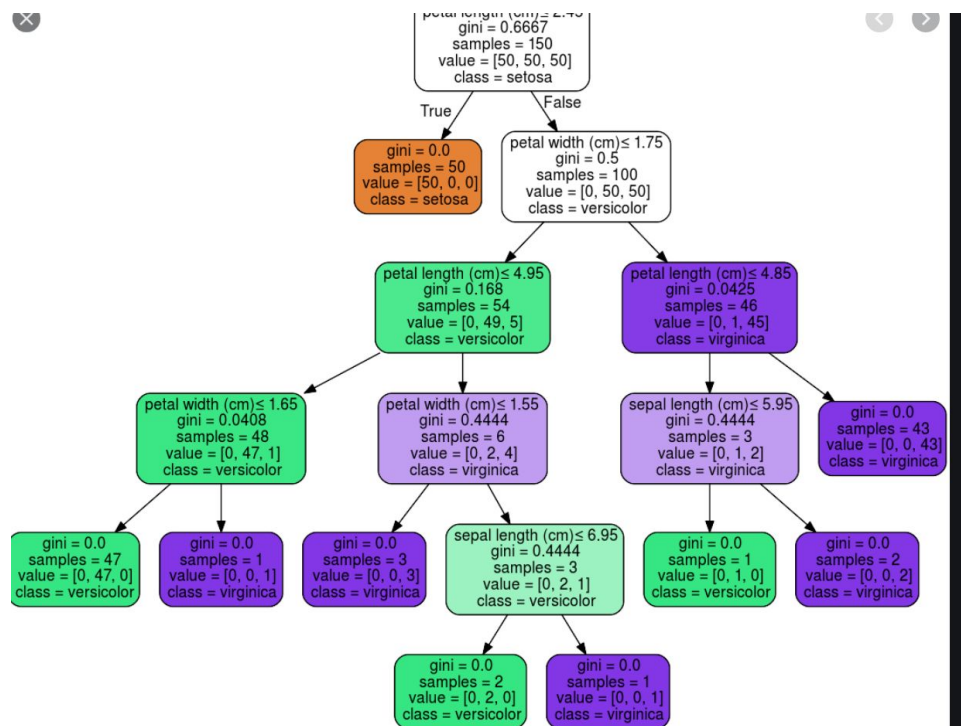 petal length (cm)≤ 2.45
gini = 0.6667
samples = 150
value = [50, 50, 50]
class = setosa
True
False
gini = 0.0
samples = 50
value = [50, 0, 0]
class = setosa
petal width (cm)≤ 1.75
gini = 0.5
samples = 100
value = [0, 50, 50]
class = versicolor
petal length (cm)≤ 4.95
gini = 0.168
samples = 54
value = [0, 49, 5]
class = versicolor
petal length (cm)≤ 4.85
gini = 0.0425
samples = 46
value = [0, 1, 45]
class = virginica
petal width (cm)≤ 1.65
gini = 0.0408
samples = 48
value = [0, 47, 1]
class = versicolor
petal width (cm)≤ 1.55
gini = 0.4444
samples = 6
value = [0, 2, 4]
class = virginica
sepal length (cm)≤ 5.95
gini = 0.4444
samples = 3
value = [0, 1, 2]
class = virginica
gini = 0.0
samples = 43
value = [0, 0, 43]
class = virginica
gini = 0.0
samples = 47
value = [0, 47, 0]
class = versicolor
gini = 0.0
samples = 1
value = [0, 0, 1]
class = virginica
gini = 0.0
samples = 3
value = [0, 0, 3]
class = virginica
sepal length (cm)≤ 6.95
gini = 0.4444
samples = 3
value = [0, 2, 1]
class = versicolor
gini = 0.0
samples = 1
value = [0, 1, 0]
class = versicolor
gini = 0.0
samples = 2
value = [0, 0, 2]
class = virginica
gini = 0.0
samples = 2
value = [0, 2, 0]
class = versicolor
gini = 0.0
samples = 1
value = [0, 0, 1]
class = virginica